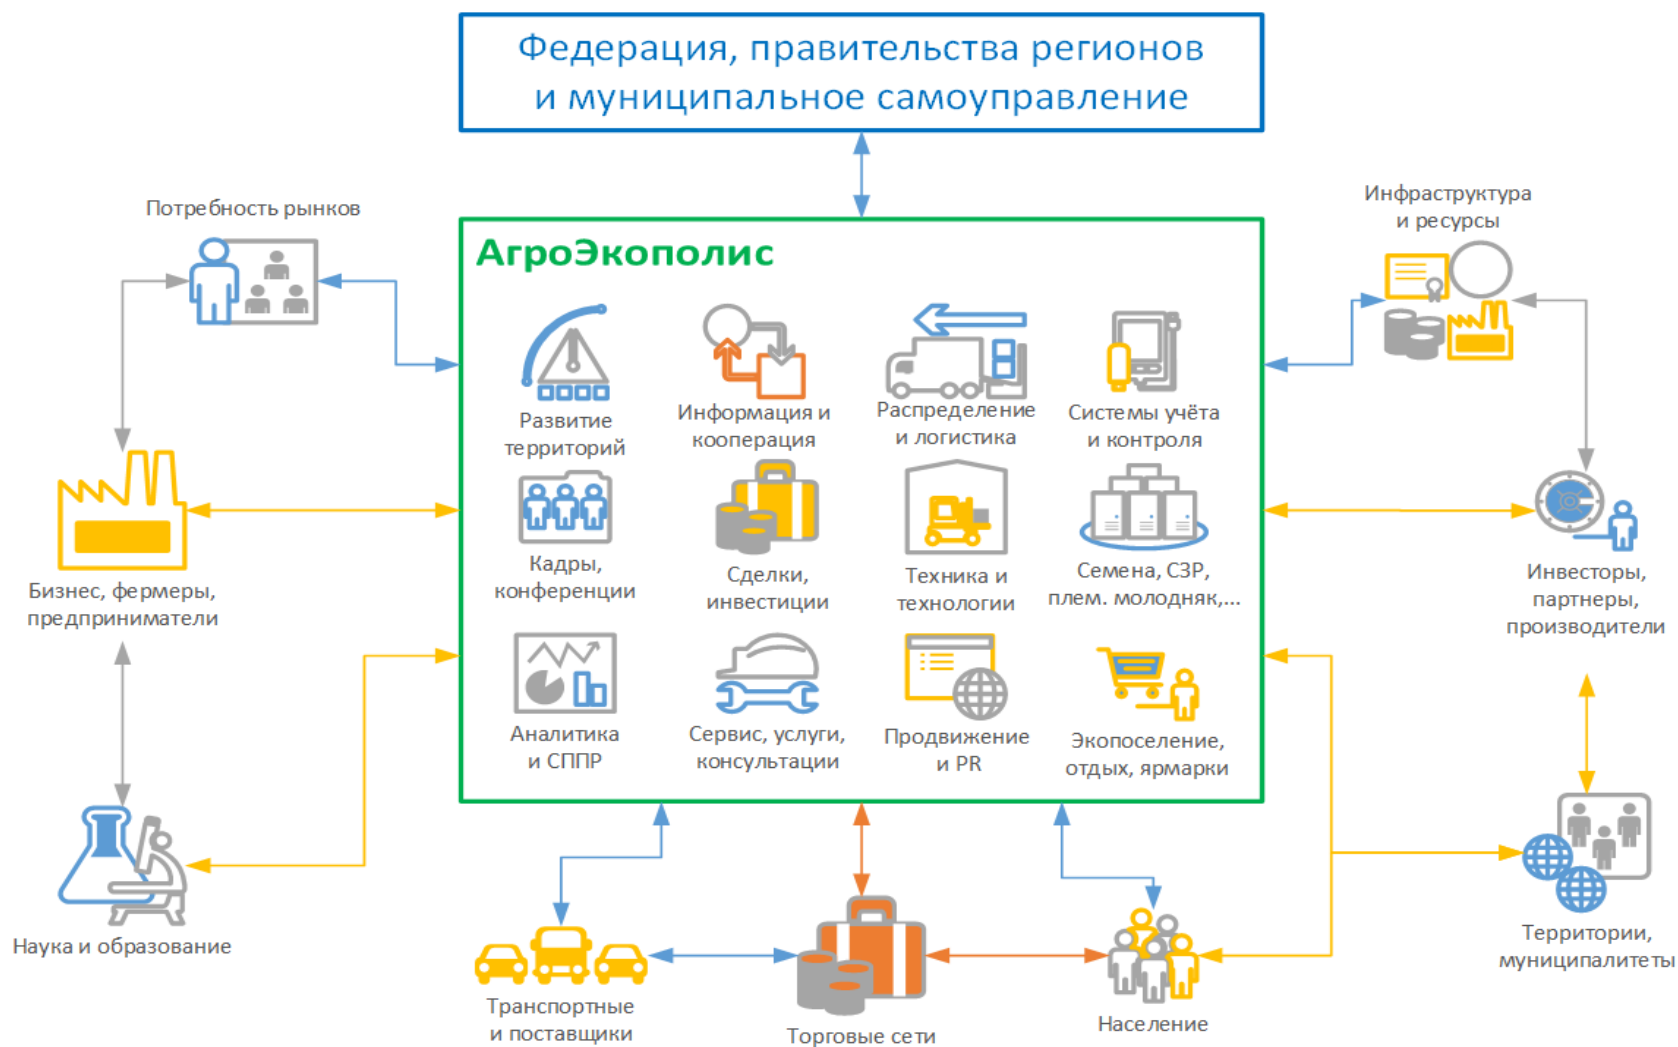 Федерация, правительства регионов
и муниципальное самоуправление
Потребность рынков
Инфраструктура
и ресурсы
АгроЭкополис
Развитие
территорий
Информация и
кооперация
Распределение
и логистика
Системы учёта
и контроля
Кадры,
конференции
Сделки,
инвестиции
Техника и
технологии
Семена, СЗР,
плем. молодняк,...
Бизнес, фермеры,
предприниматели
Инвесторы,
партнеры,
производители
Аналитика
и СППР
Сервис, услуги,
консультации
Продвижение
и PR
Экопоселение,
отдых, ярмарки
Наука и образование
Транспортные
и поставщики
Торговые сети
Население
Территории,
муниципалитеты